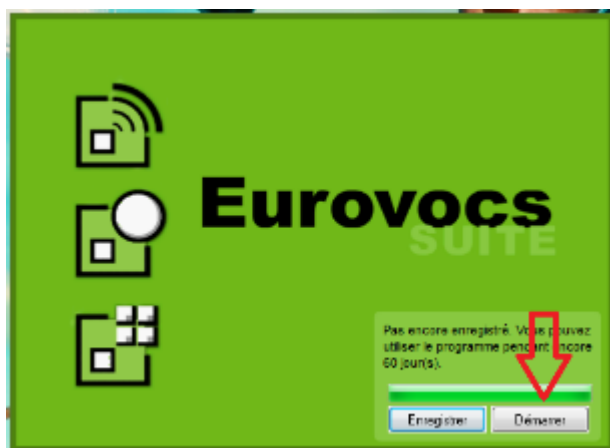 Eurovocs
SUITE
Pas encore enregistré. Vous pouvez
utiliser le programme pendant encore
60 jour(s).
Enregistrer
Démarrer